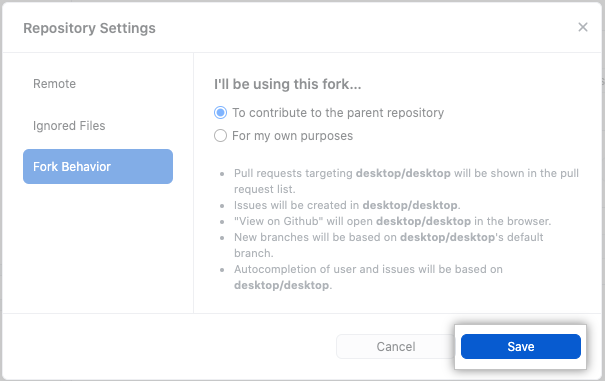 Repository Settings
Remote
Ignored Files
Fork Behavior
I'll be using this fork...
To contribute to the parent repository
For my own purposes
• Pull requests targeting desktop/desktop will be shown in the pull
request list.
• Issues will be created in desktop/desktop.
• "View on Github" will open desktop/desktop in the browser.
• New branches will be based on desktop/desktop's default
branch.
• Autocompletion of user and issues will be based on
desktop/desktop.
Cancel
Save